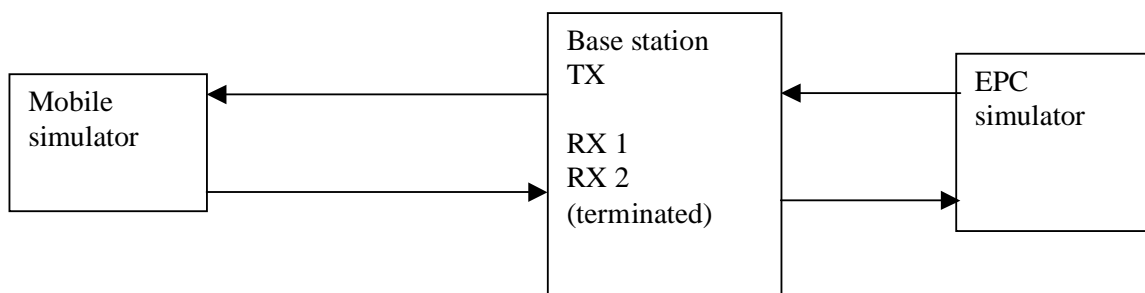 Mobile
simulator
Base station
TX
RX 1
RX 2
(terminated)
EPC
simulator